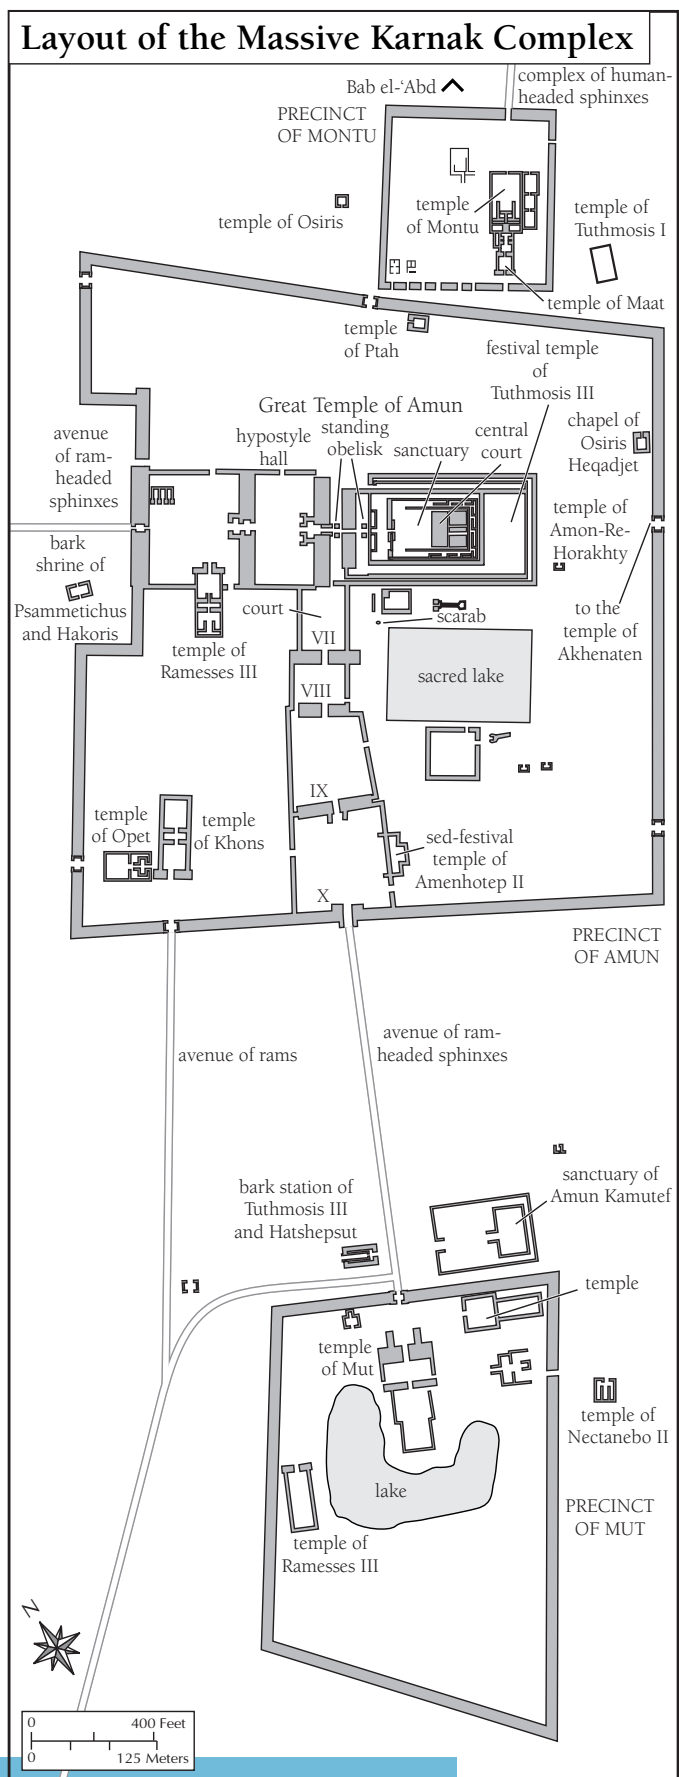 Layout of the Massive Karnak Complex
complex of human-
headed sphinxes
Bab el-‘Abd
PRECINCT
OF MONTU
temple
of Montu
temple of Osiris
temple of
Tuthmosis I
temple of Maat
temple
of Ptah
festival temple
of
Tuthmosis III
Great Temple of Amun
standing
obelisk
hypostyle
hall
sanctuary
central
court
chapel of
Osiris
Heqadjet
avenue
of ram-
headed
sphinxes
temple of
Amon-Re-
Horakhty
bark
shrine of
Psammetichus
and Hakoris
to the
temple of
Akhenaten
court
scarab
temple of
Ramesses III
VII
sacred lake
VIII
IX
temple
of Opet
temple
of Khons
sed-festival
temple of
Amenhotep II
X
PRECINCT
OF AMUN
avenue of rams
avenue of ram-
headed sphinxes
sanctuary of
Amun Kamutef
bark station of
Tuthmosis III
and Hatshepsut
temple
temple
of Mut
temple of
Nectanebo II
lake
PRECINCT
OF MUT
temple of
Ramesses III
N
0 400 Feet
0 125 Meters